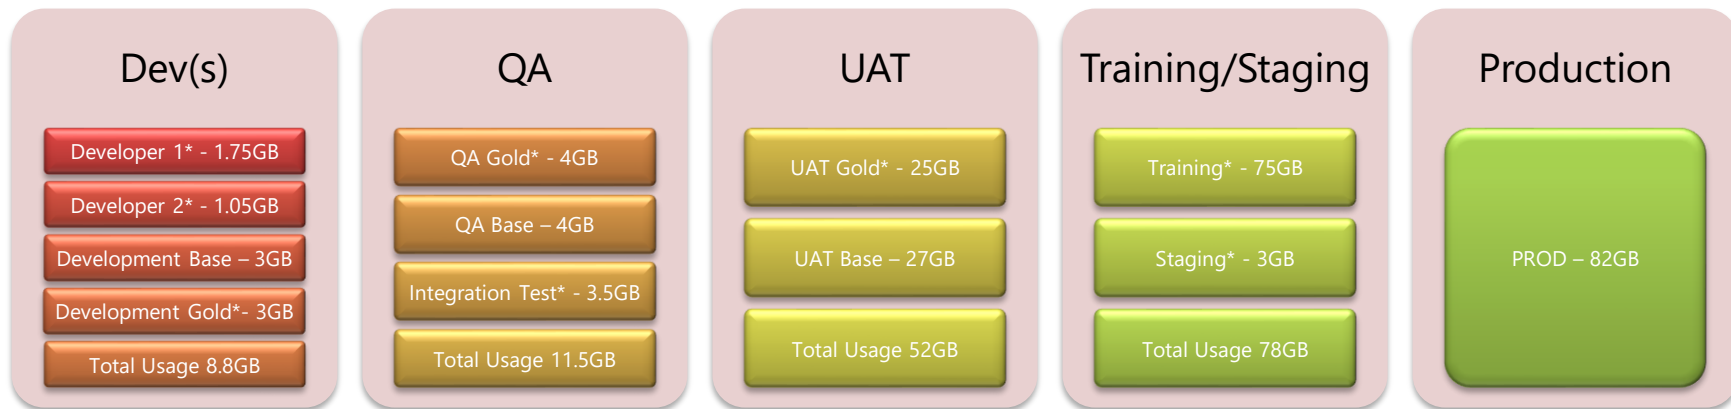 Dev(s)
Developer 1* - 1.75GB
Developer 2* - 1.05GB
Development Base – 3GB
Development Gold*- 3GB
Total Usage 8.8GB
QA
QA Gold* - 4GB
QA Base – 4GB
Integration Test* - 3.5GB
Total Usage 11.5GB
UAT
UAT Gold* - 25GB
UAT Base – 27GB
Total Usage 52GB
Training/Staging
Training* - 75GB
Staging* - 3GB
Total Usage 78GB
Production
PROD – 82GB